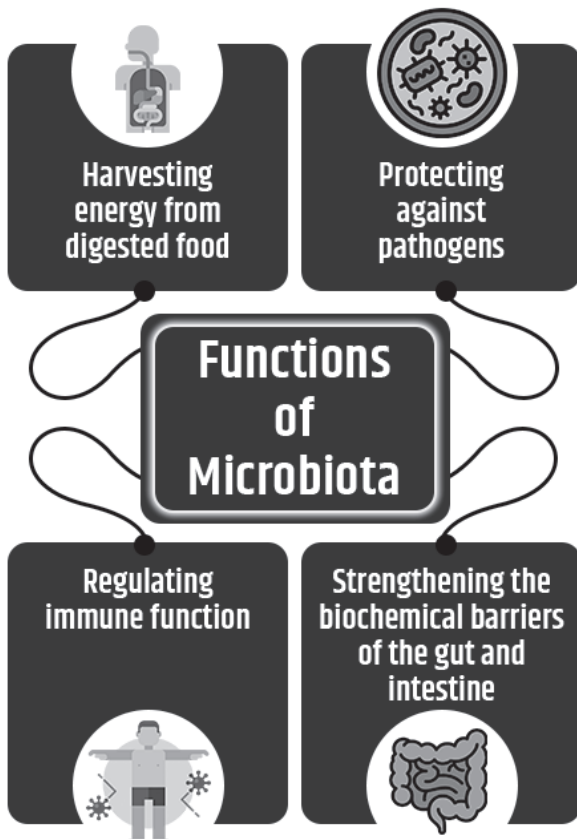 Harvesting
energy from
digested food
Protecting
against
pathogens
Functions
of
Microbiota
Regulating
immune function
Strengthening the
biochemical barriers
of the gut and
intestine